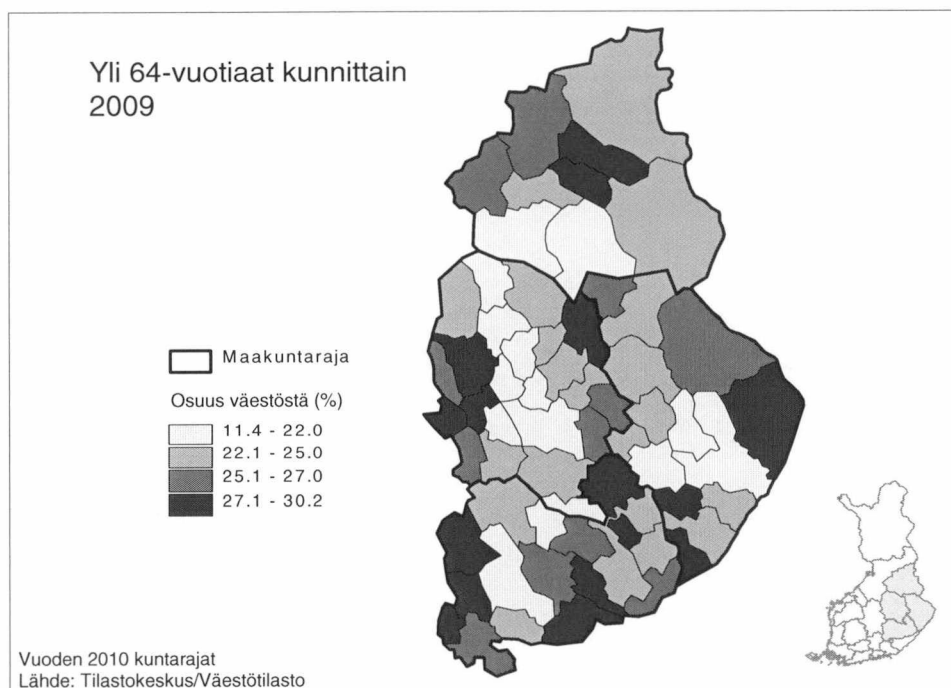 Yli 64-vuotiaat kunnittain
2009
Maakuntaraja
Osuus väestöstä (%)
11.4 - 22.0
22.1 - 25.0
25.1 - 27.0
27.1 - 30.2
Vuoden 2010 kuntarajat
Lähde: Tilastokeskus/Väestötilasto